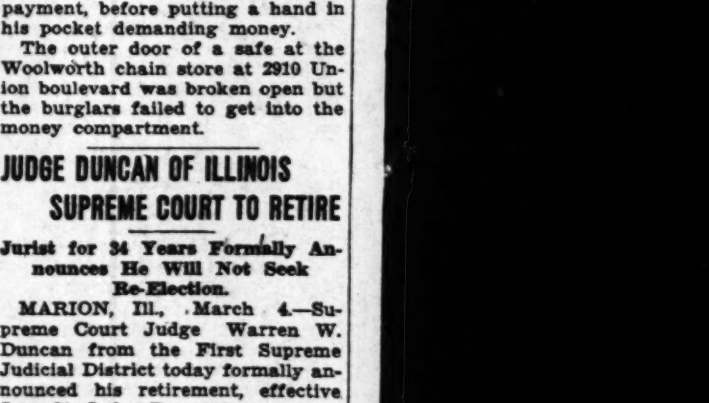 payment, before putting a hand in
his pocket demanding money.
The outer door of a safe at the
Woolworth chain store at 2910 Un-
ion boulevard was broken open but
the burglars failed to get into the
money compartment.
JUDGE DUNCAN OF ILLINOIS
SUPREME COURT TO RETIRE
Jurist for 34 Years Formally An-
nounces He Will Not Seek
Re-Election.
MARION, Ill., March 4.—Su-
preme Court Judge Warren W.
Duncan from the First Supreme
Judicial District today formally an-
nounced his retirement, effective